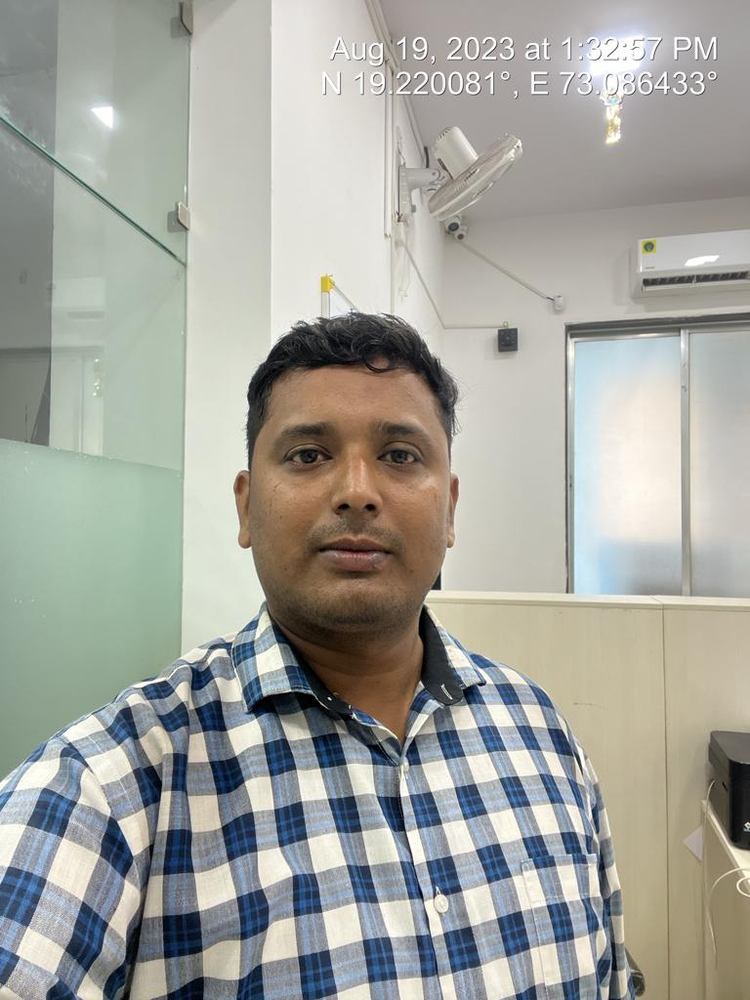 Aug 19, 2023 at 1:32:57 PM
N 19.220081°, E 73.086433°